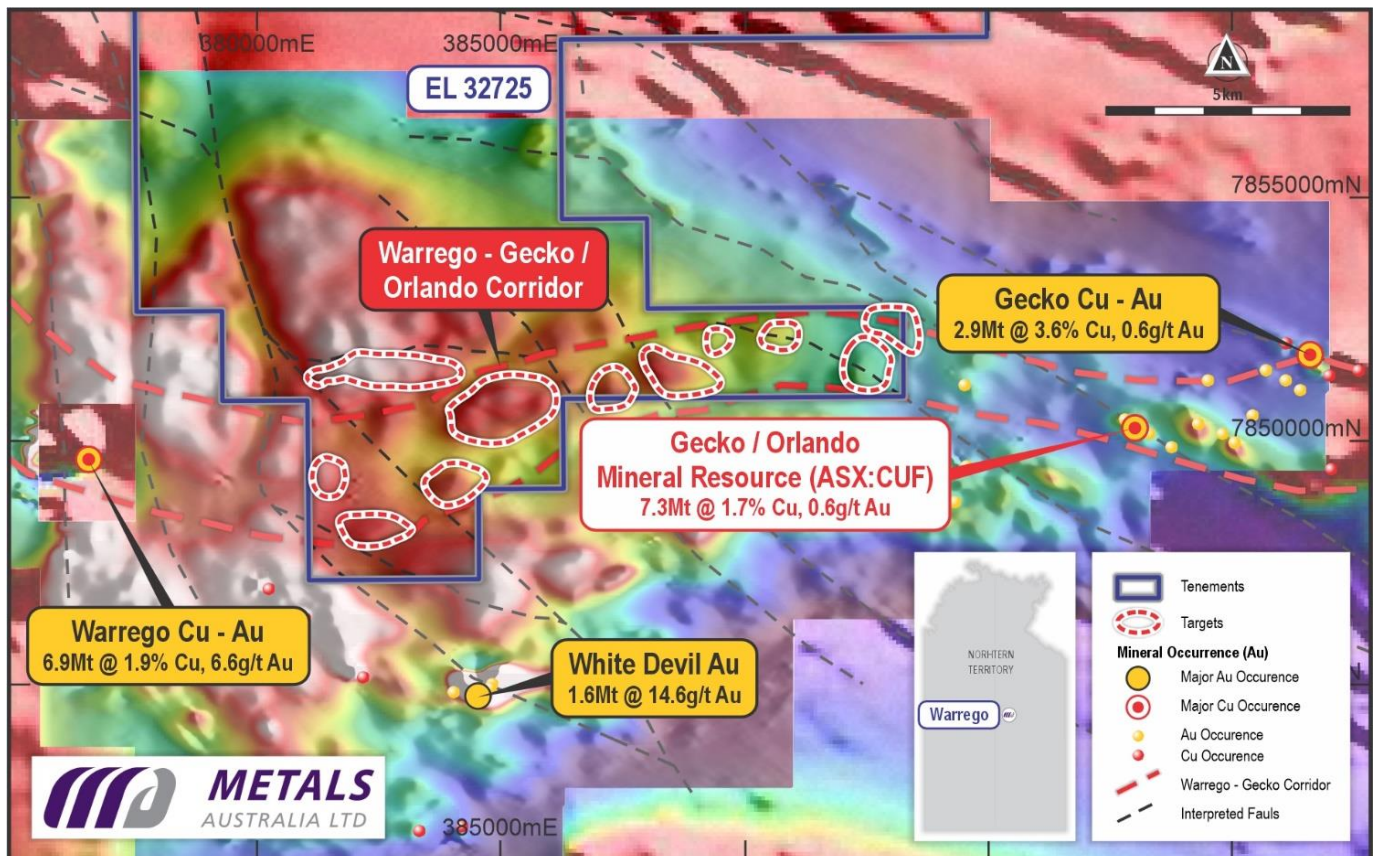 380000mE
385000mE
EL 32725
N
5km
7855000mN
Warrego - Gecko /
Orlando Corridor
Gecko Cu - Au
2.9Mt @ 3.6% Cu, 0.6g/t Au
Gecko / Orlando
Mineral Resource (ASX:CUF)
7.3Mt @ 1.7% Cu, 0.6g/t Au
7850000mN
Warrego Cu - Au
6.9Mt @ 1.9% Cu, 6.6g/t Au
White Devil Au
1.6Mt @ 14.6g/t Au
NORHTERN
TERRITORY
Warrego
Tenements
Targets
Mineral Occurrence (Au)
Major Au Occurence
Major Cu Occurence
Au Occurence
Cu Occurence
Warrego - Gecko Corridor
Interpreted Fauls
METALS
AUSTRALIA LTD
385000mE